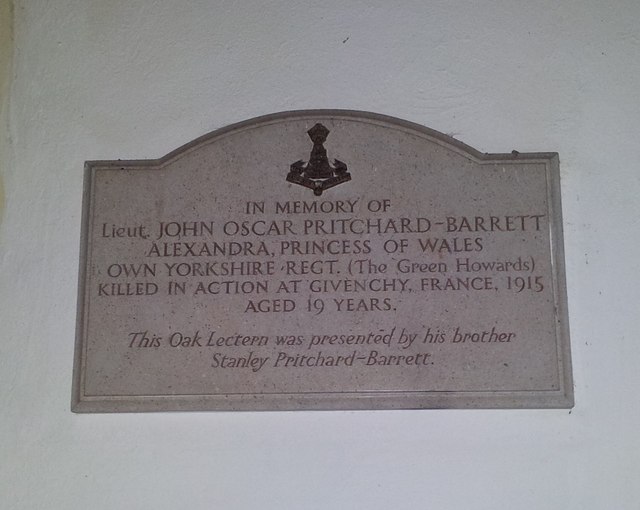 IN MEMORY OF
Lieut. JOHN OSCAR PRITCHARD-BARRETT
ALEXANDRA, PRINCESS OF WALES
OWN YORKSHIRE REGT. (The Green Howards)
KILLED IN ACTION AT GIVENCHY, FRANCE, 1915
AGED 19 YEARS.
This Oak Lectern was presented by his brother
Stanley Pritchard-Barrett.